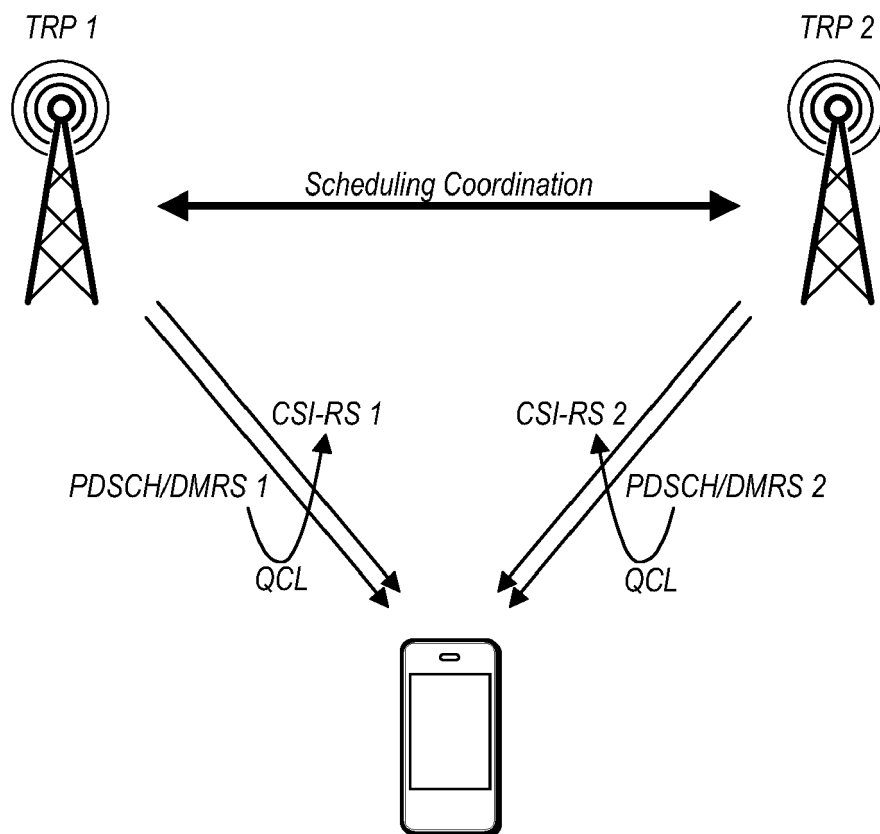 TRP 1
TRP 2
Scheduling Coordination
CSI-RS 1
CSI-RS 2
PDSCH/DMRS 1
PDSCH/DMRS 2
QCL
QCL